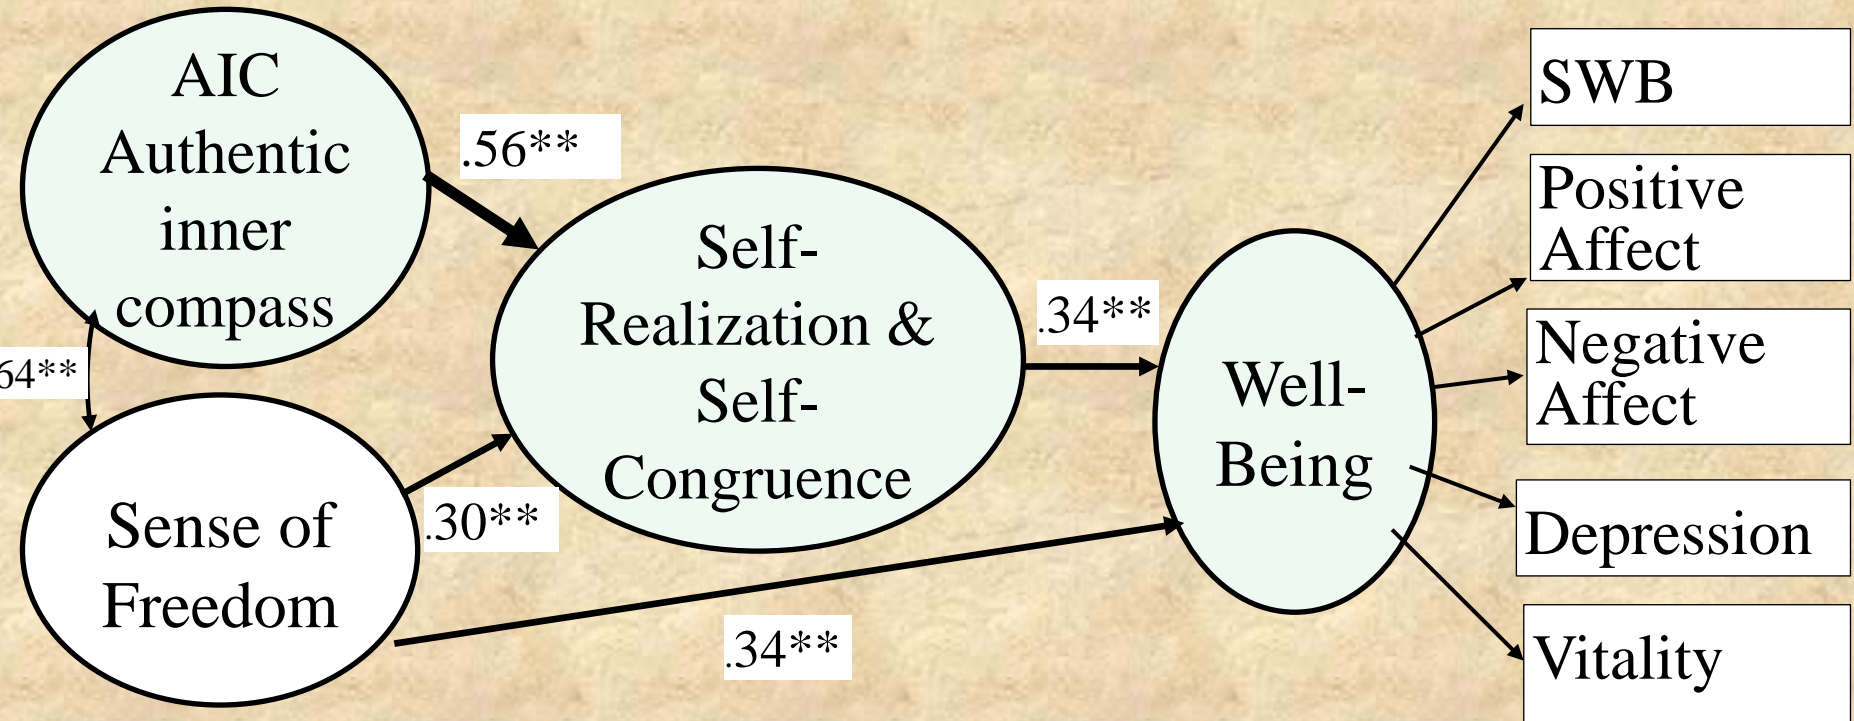 AIC
Authentic
inner
compass
.56**
64**
Sense of
Freedom
.30**
Self-
Realization &
Self-
Congruence
.34**
.34**
Well-
Being
SWB
Positive
Affect
Negative
Affect
Depression
Vitality